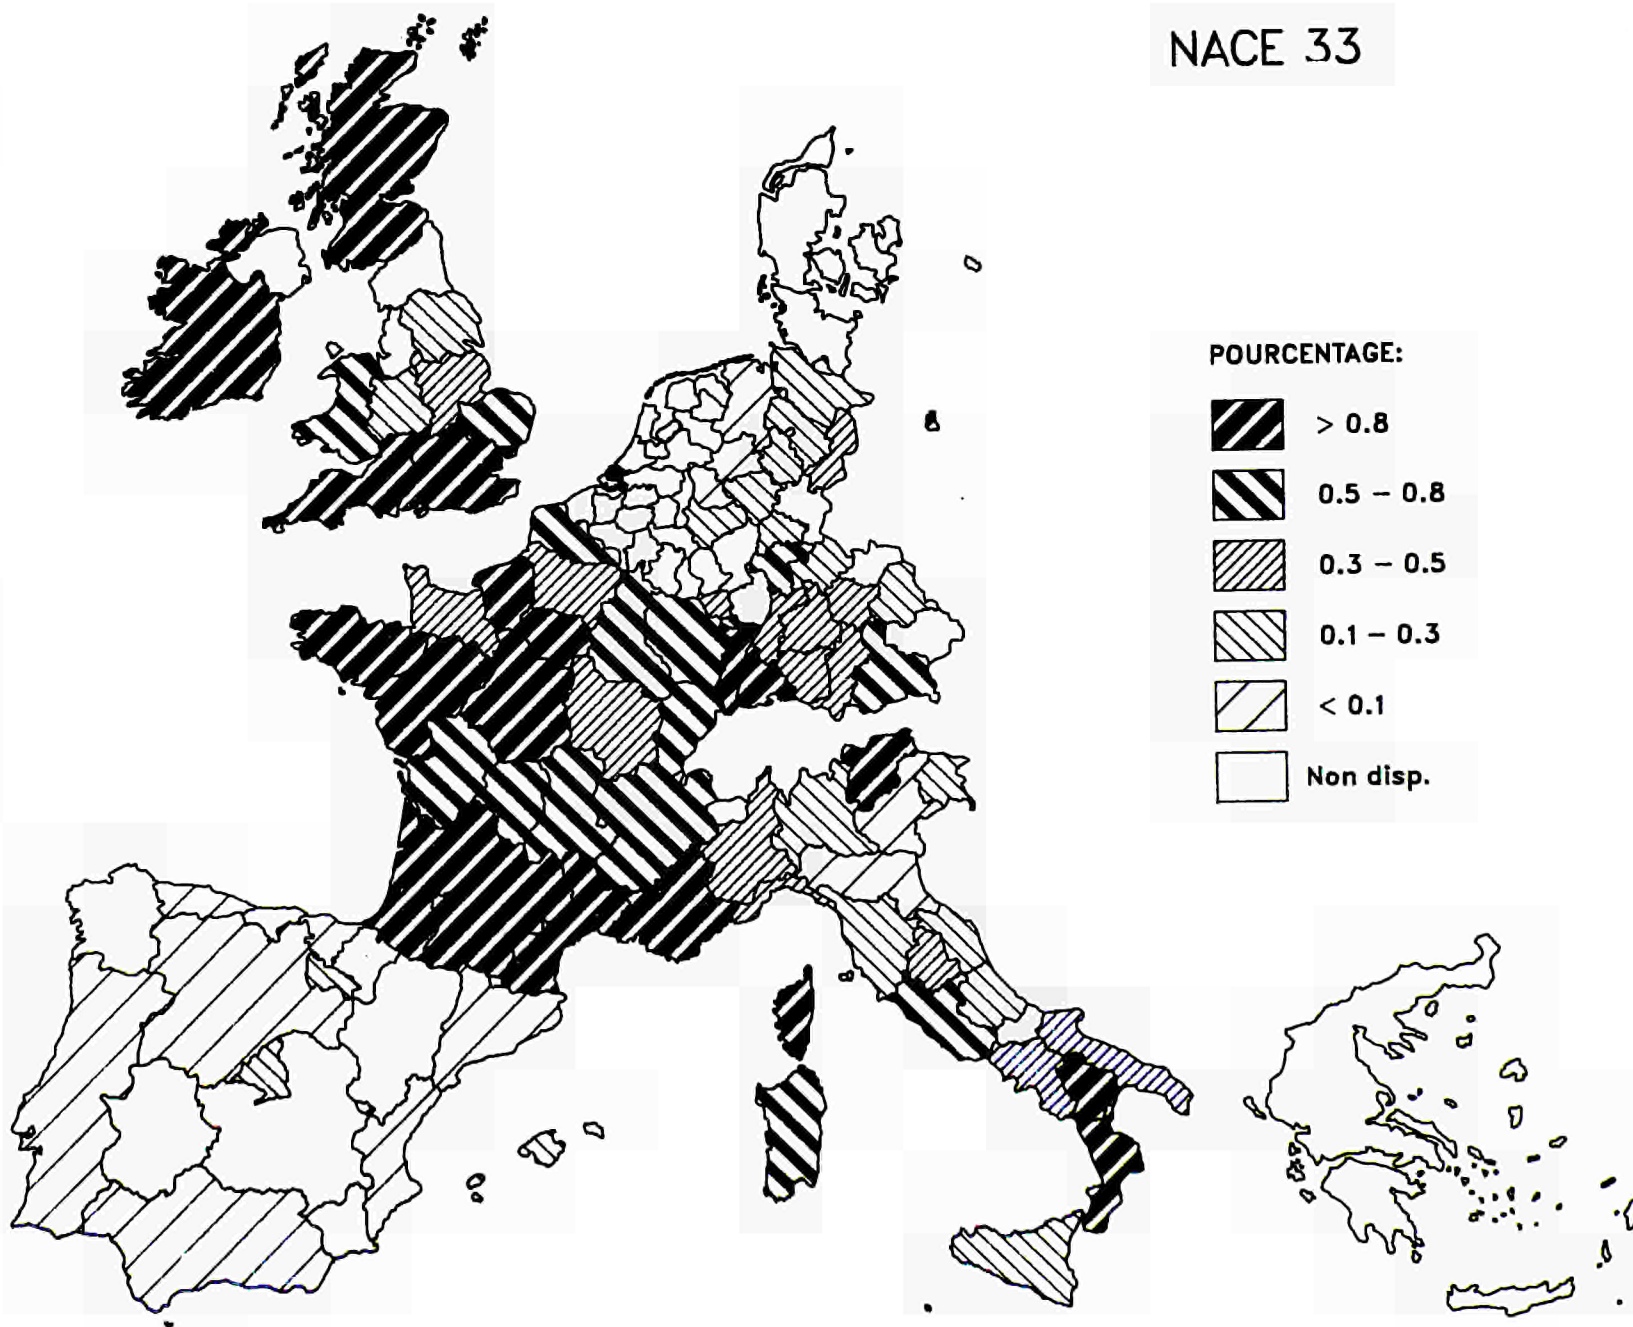 NACE 33
POURCENTAGE:
> 0.8
0.5 – 0.8
0.3 – 0.5
0.1 – 0.3
< 0.1
Non disp.